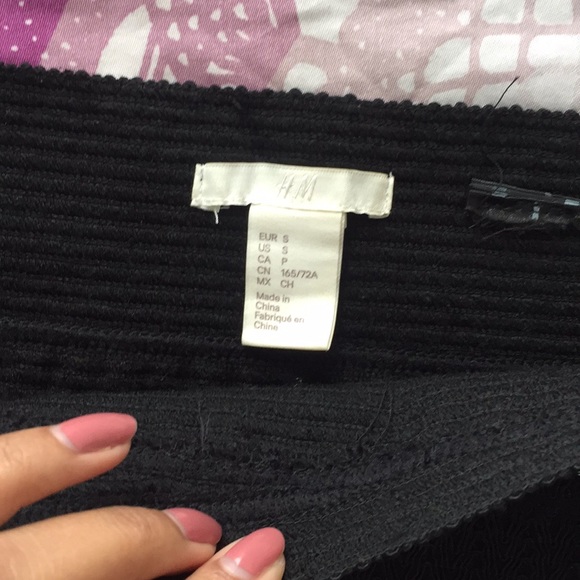 H&M
EUR S
US S
CA P
CN 165/72A
MX CH
Made in
China
Fabriqué en
Chine